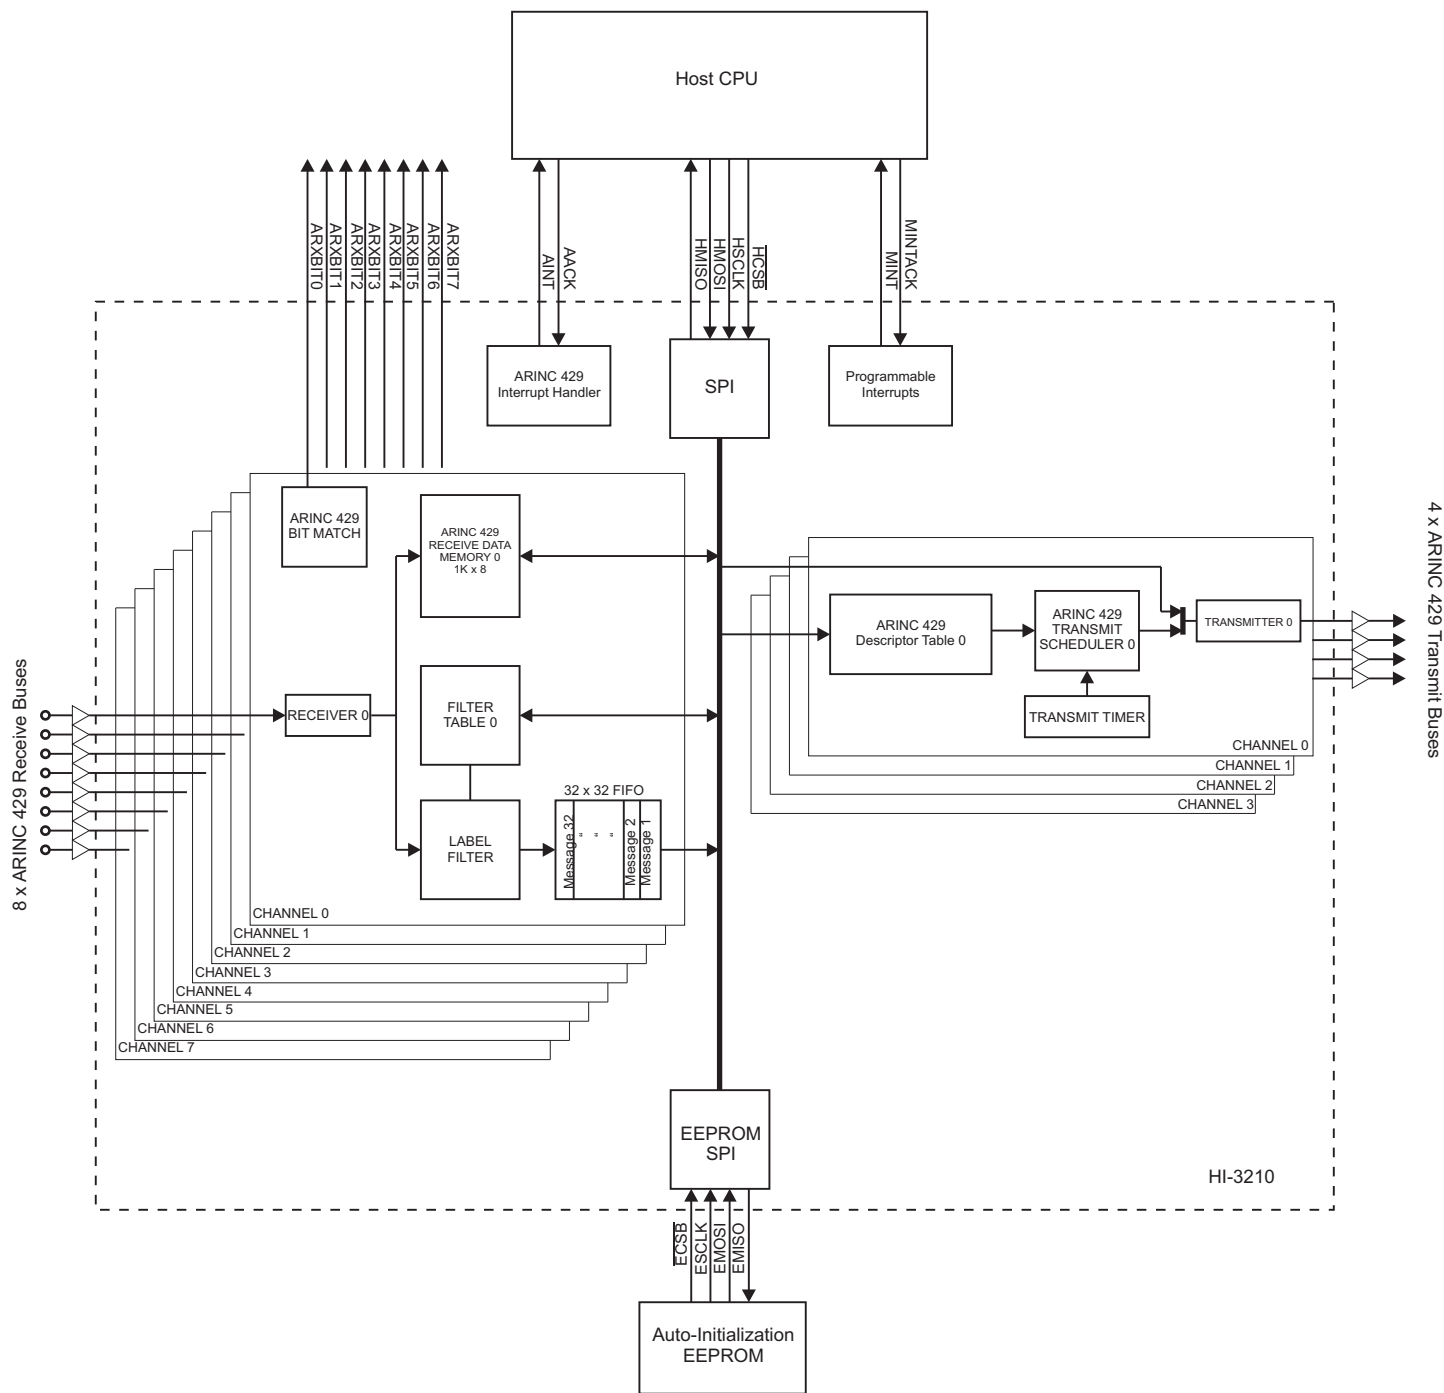 Host CPU
ARXBIT0
ARXBIT1
ARXBIT2
ARXBIT3
ARXBIT4
ARXBIT5
ARXBIT6
ARXBIT7
AINT
AACK
HMISO
HMOSI
HSCLK
HCSB
MINT
MINTACK
ARINC 429
Interrupt Handler
SPI
Programmable
Interrupts
ARINC 429
BIT MATCH
ARINC 429
RECEIVE DATA
MEMORY 0
1K x 8
RECEIVER 0
FILTER
TABLE 0
LABEL
FILTER
32 x 32 FIFO
Message 32
" " "
Message 2
Message 1
CHANNEL 0
CHANNEL 1
CHANNEL 2
CHANNEL 3
CHANNEL 4
CHANNEL 5
CHANNEL 6
CHANNEL 7
8 x ARINC 429 Receive Buses
ARINC 429
Descriptor Table 0
ARINC 429
TRANSMIT
SCHEDULER 0
TRANSMITTER 0
TRANSMIT TIMER
CHANNEL 0
CHANNEL 1
CHANNEL 2
CHANNEL 3
4 x ARINC 429 Transmit Buses
EEPROM
SPI
HI-3210
ECSB
ESCLK
EMOSI
EMISO
Auto-Initialization
EEPROM